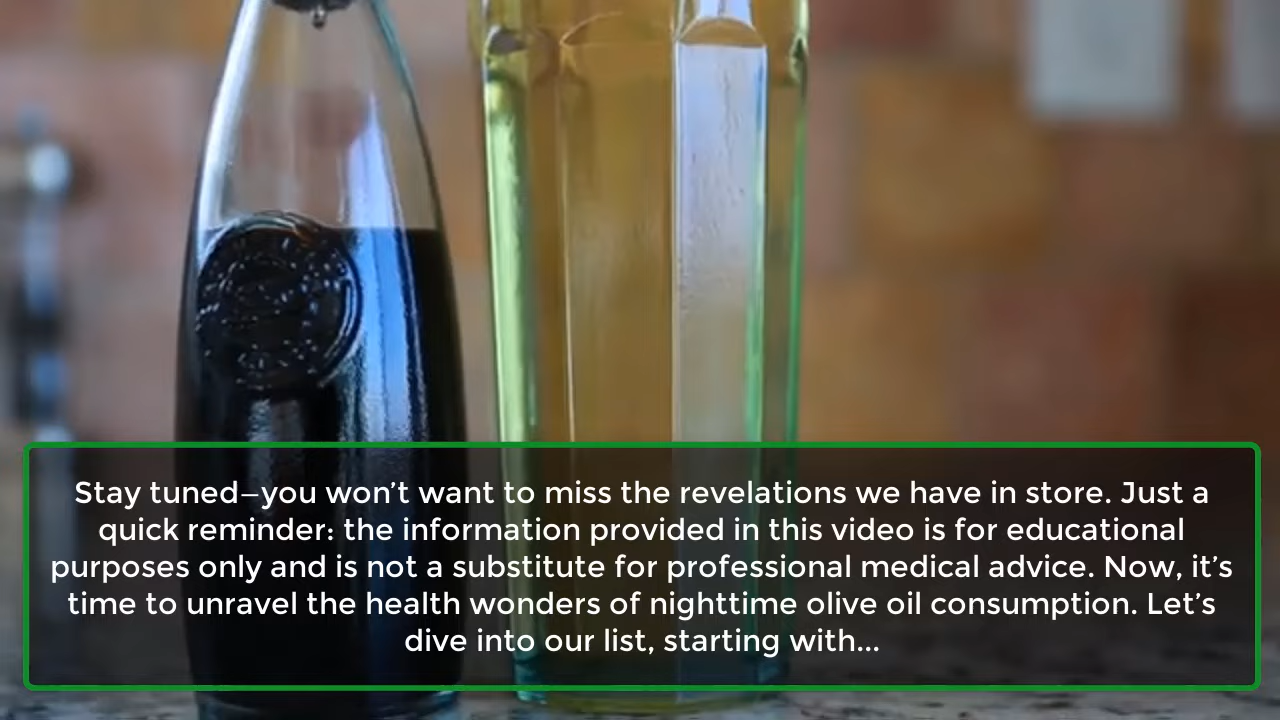 Stay tuned—you won’t want to miss the revelations we have in store. Just a
quick reminder: the information provided in this video is for educational
purposes only and is not a substitute for professional medical advice. Now, it’s
time to unravel the health wonders of nighttime olive oil consumption. Let’s
dive into our list, starting with...